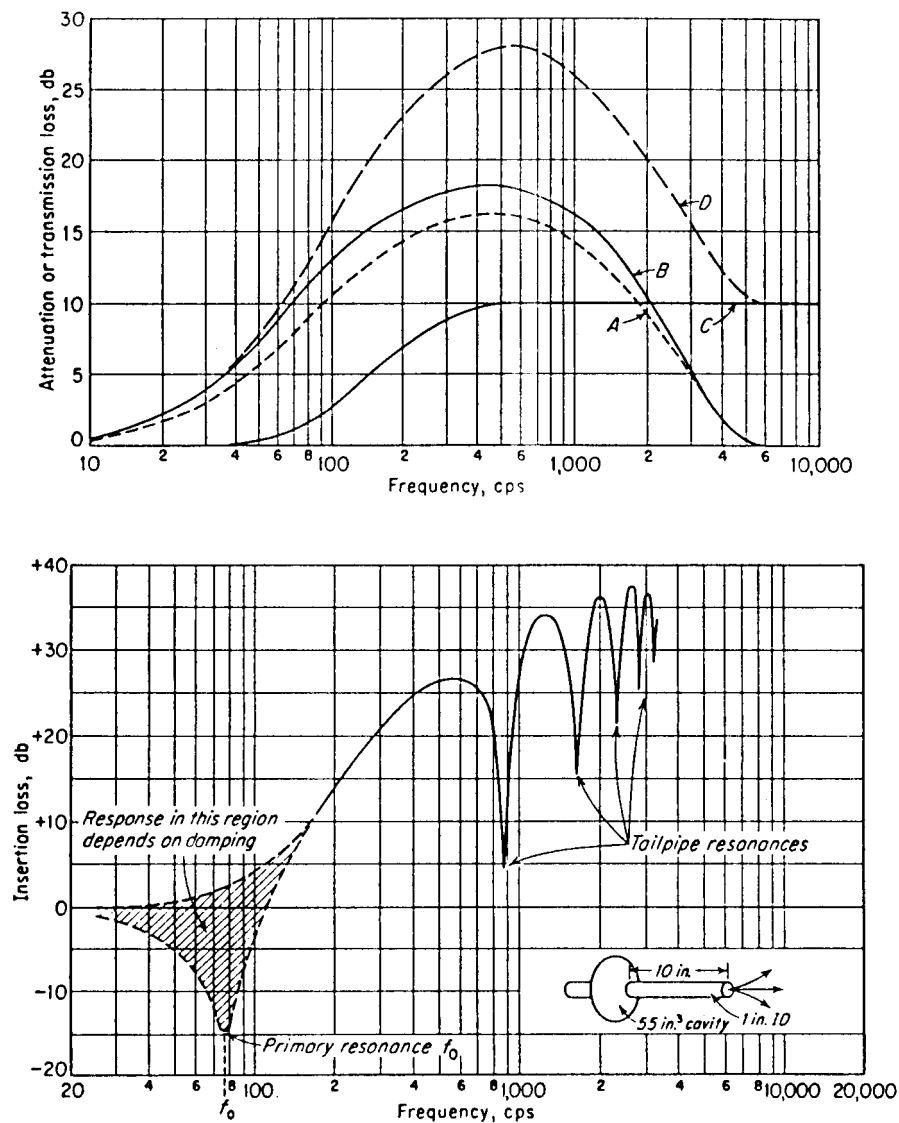 30
25
20
15
10
5
0
Attenuation or transmission loss, db
D
B
A
C
10 2 4 6 8 100 2 4 6 8 1,000 2 4 6 8 10,000
Frequency, cps
+40
+30
+20
+10
0
-10
-20
Insertion loss, db
Response in this region
depends on damping
Tailpipe resonances
Primary resonance f₀
10 in.
55 in.³ cavity
1 in. ID
20 4 6 8 100 2 4 6 8 1,000 2 4 6 8 10,000 20,000
f₀
Frequency, cps